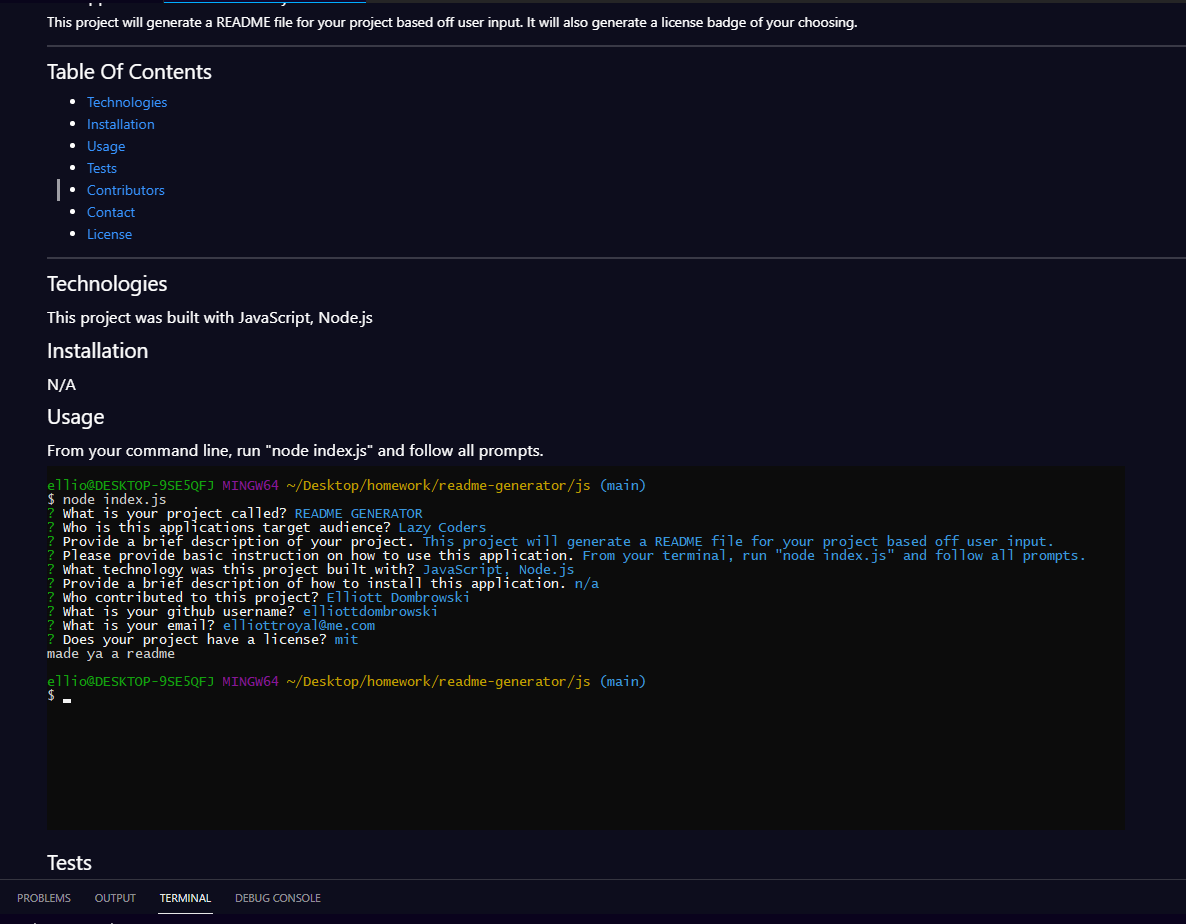 This project will generate a README file for your project based off user input. It will also generate a license badge of your choosing.
Table Of Contents
Technologies
Installation
Usage
Tests
Contributors
Contact
License
Technologies
This project was built with JavaScript, Node.js
Installation
N/A
Usage
From your command line, run "node index.js" and follow all prompts.
ellio@DESKTOP-9SE5QFJ MINGW64 ~/Desktop/homework/readme-generator/js (main)
$ node index.js
? What is your project called? README GENERATOR
? Who is this applications target audience? Lazy Coders
? Provide a brief description of your project. This project will generate a README file for your project based off user input.
? Please provide basic instruction on how to use this application. From your terminal, run "node index.js" and follow all prompts.
? What technology was this project built with? JavaScript, Node.js
? Provide a brief description of how to install this application. n/a
? Who contributed to this project? Elliott Dombrowski
? What is your github username? elliottdombrowski
? What is your email? elliottroyal@me.com
? Does your project have a license? mit
made ya a readme
ellio@DESKTOP-9SE5QFJ MINGW64 ~/Desktop/homework/readme-generator/js (main)
$
Tests
PROBLEMS OUTPUT TERMINAL DEBUG CONSOLE